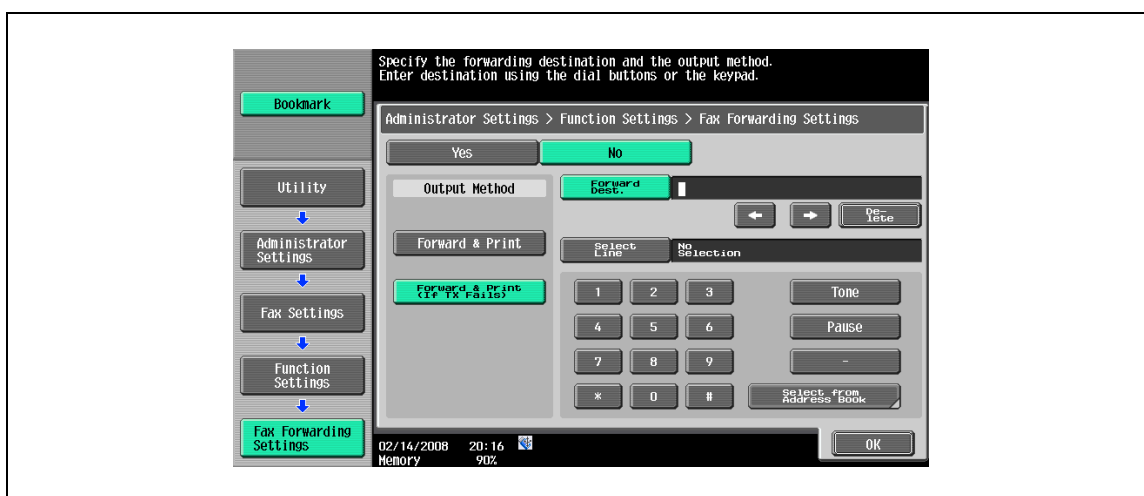 Specify the forwarding destination and the output method.
Enter destination using the dial buttons or the keypad.
Bookmark
Administrator Settings > Function Settings > Fax Forwarding Settings
Yes
No
Utility
Administrator
Settings
Fax Settings
Function
Settings
Fax Forwarding
Settings
Output Method
Forward & Print
Forward & Print
(If TX Fails)
Forward
Dest.
De-
lete
Select
Line
No
Selection
1 2 3
4 5 6
7 8 9
* 0 #
Tone
Pause
-
Select from
Address Book
02/14/2008 20:16
Memory 90%
OK